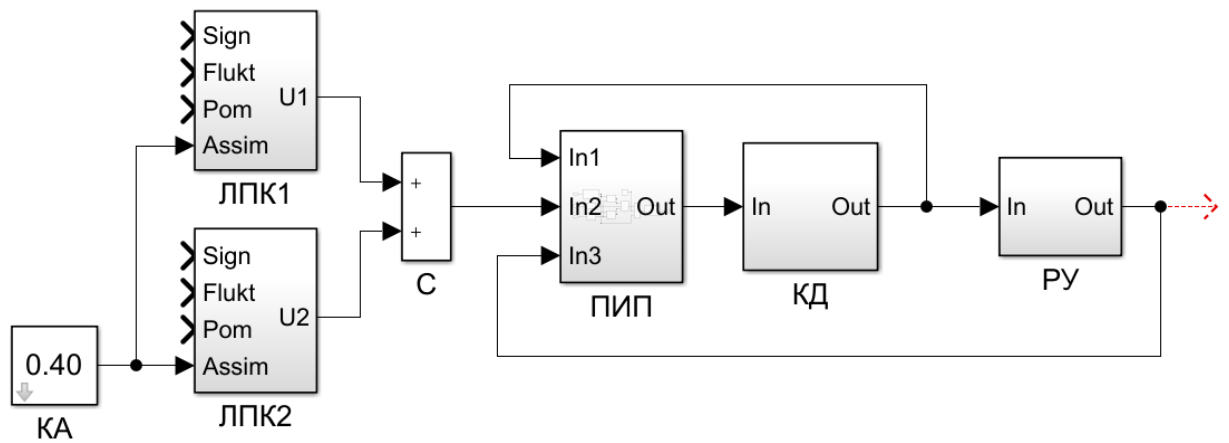 Sign
Flukt
Pom
Assim
U1
ЛПК1
Sign
Flukt
Pom
Assim
U2
ЛПК2
0.40
КА
+
+
С
In1
In2
In3
Out
ПИП
In
Out
КД
In
Out
РУ